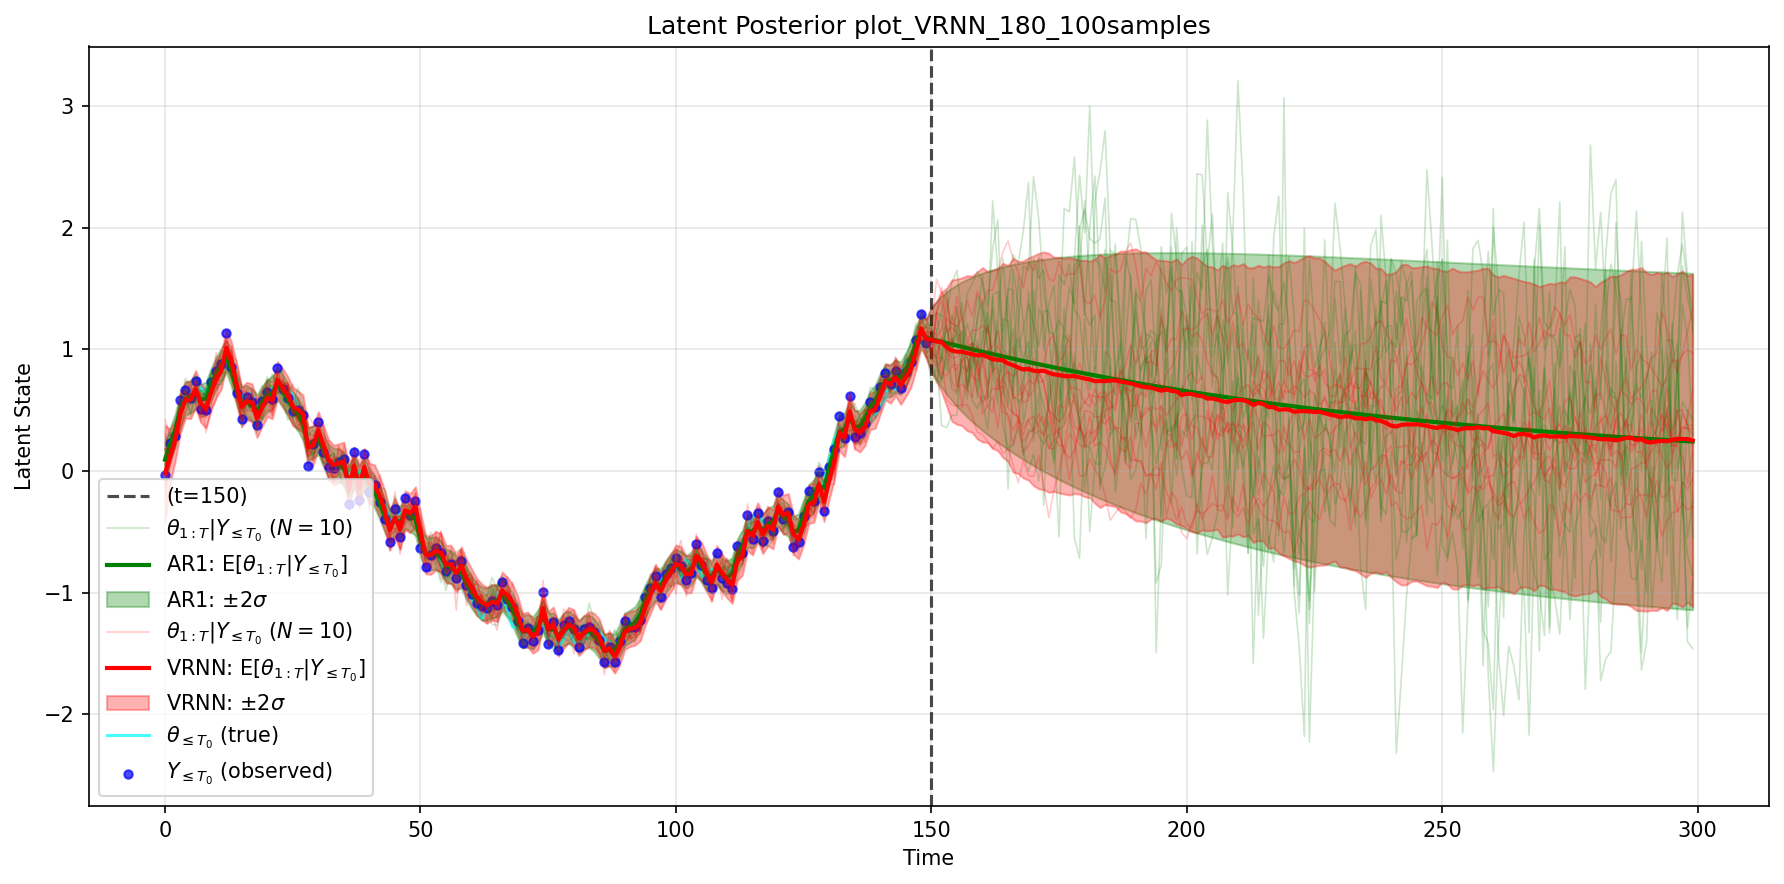 Latent Posterior plot_VRNN_180_100samples
Latent State
3
2
1
0
−1
−2
(t=150)
θ₁:T|Y≤T₀ (N = 10)
AR1: E[θ₁:T|Y≤T₀]
AR1: ±2σ
θ₁:T|Y≤T₀ (N = 10)
VRNN: E[θ₁:T|Y≤T₀]
VRNN: ±2σ
θ≤T₀ (true)
Y≤T₀ (observed)
0 50 100 150 200 250 300
Time